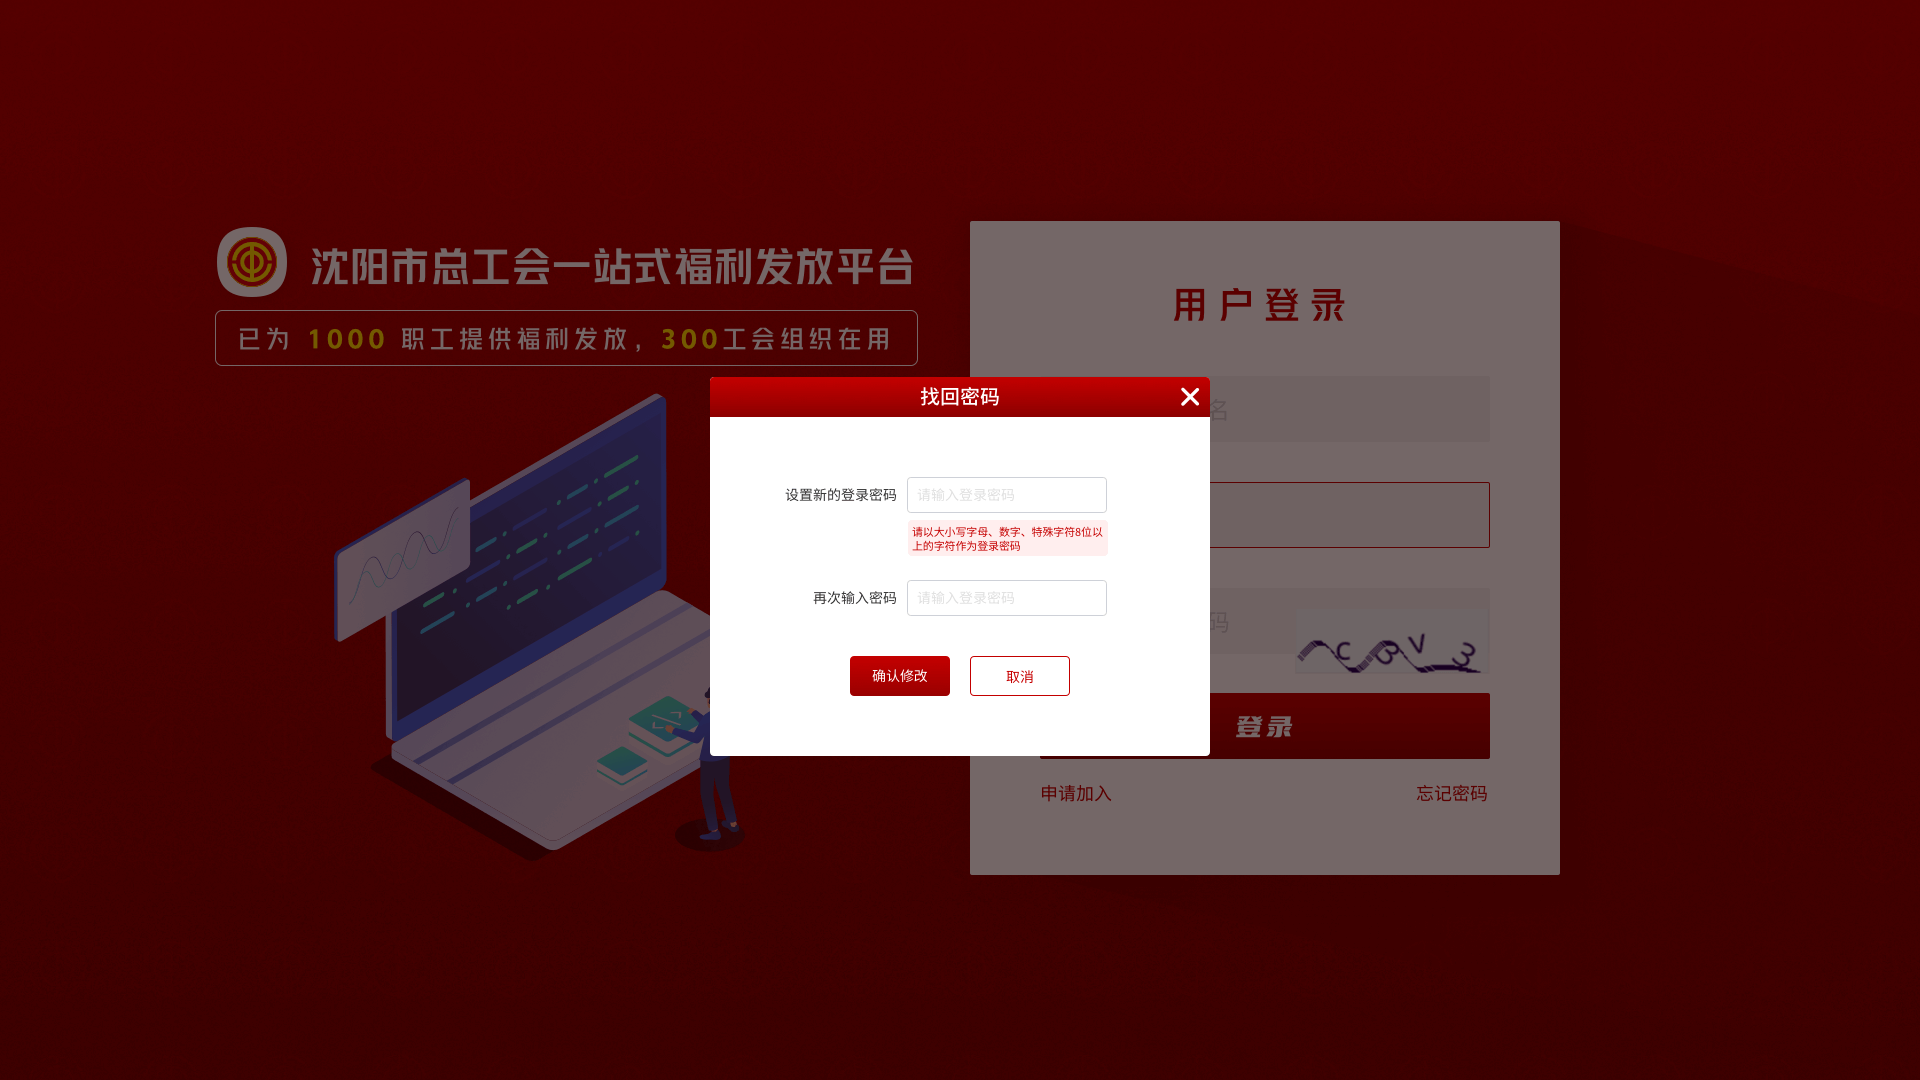 沈阳市总工会一站式福利发放平台
已为 1000 职工提供福利发放，300工会组织在用
用户登录
名
码
登录
申请加入
忘记密码
找回密码
设置新的登录密码
请输入登录密码
请以大小写字母、数字、特殊字符8位以
上的字符作为登录密码
再次输入密码
请输入登录密码
确认修改
取消